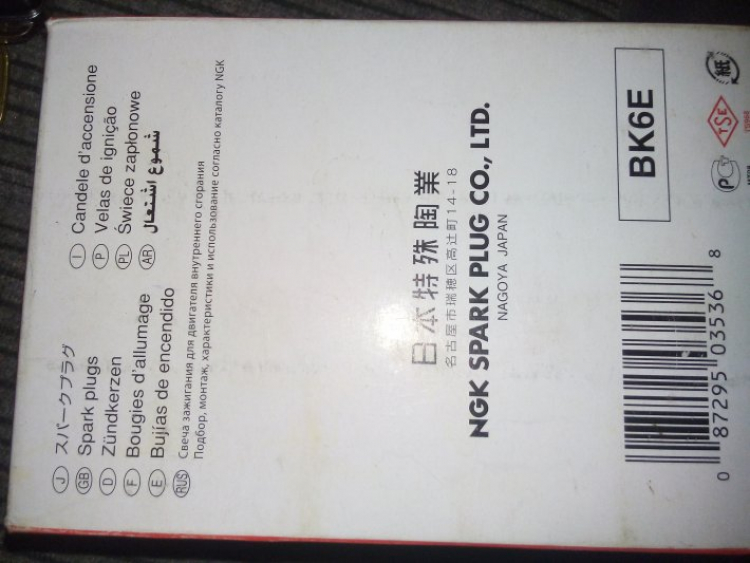 J スパークプラグ
GB Spark plugs
D Zündkerzen
F Bougies d'allumage
E Bujías de encendido
I Candele d'accensione
P Velas de ignição
PL Świece zapłonowe
AR شموع اشتعال
RUS Свеча зажигания для двигателя внутреннего сгорания
Подбор, монтаж, характеристики и использование согласно каталогу NGK
日本特殊陶業
名古屋市瑞穂区高辻町14-18
NGK SPARK PLUG CO., LTD.
NAGOYA JAPAN
BK6E
紙
TSE
0 87295 03536 8